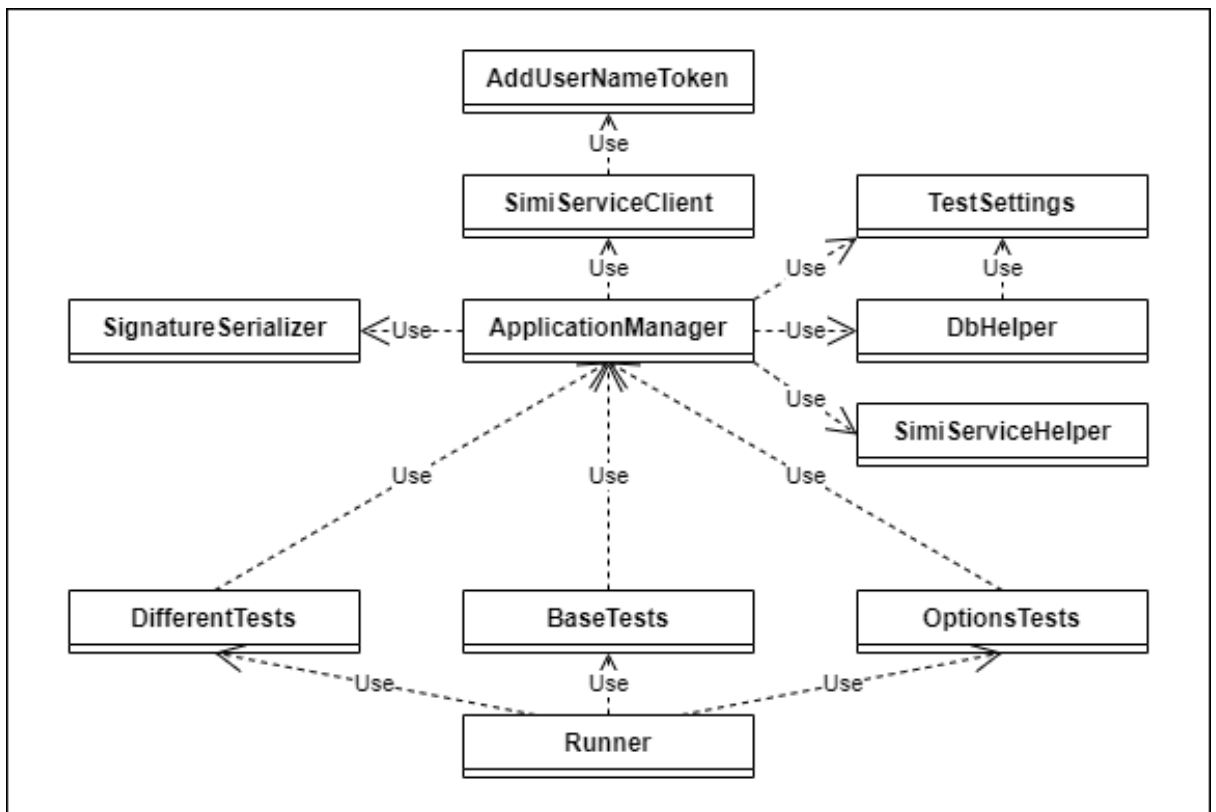 AddUserNameToken
Use
SimiServiceClient
TestSettings
Use
Use
Use
SignatureSerializer
Use
ApplicationManager
Use
DbHelper
Use
SimiServiceHelper
Use
Use
Use
DifferentTests
BaseTests
OptionsTests
Use
Use
Use
Runner